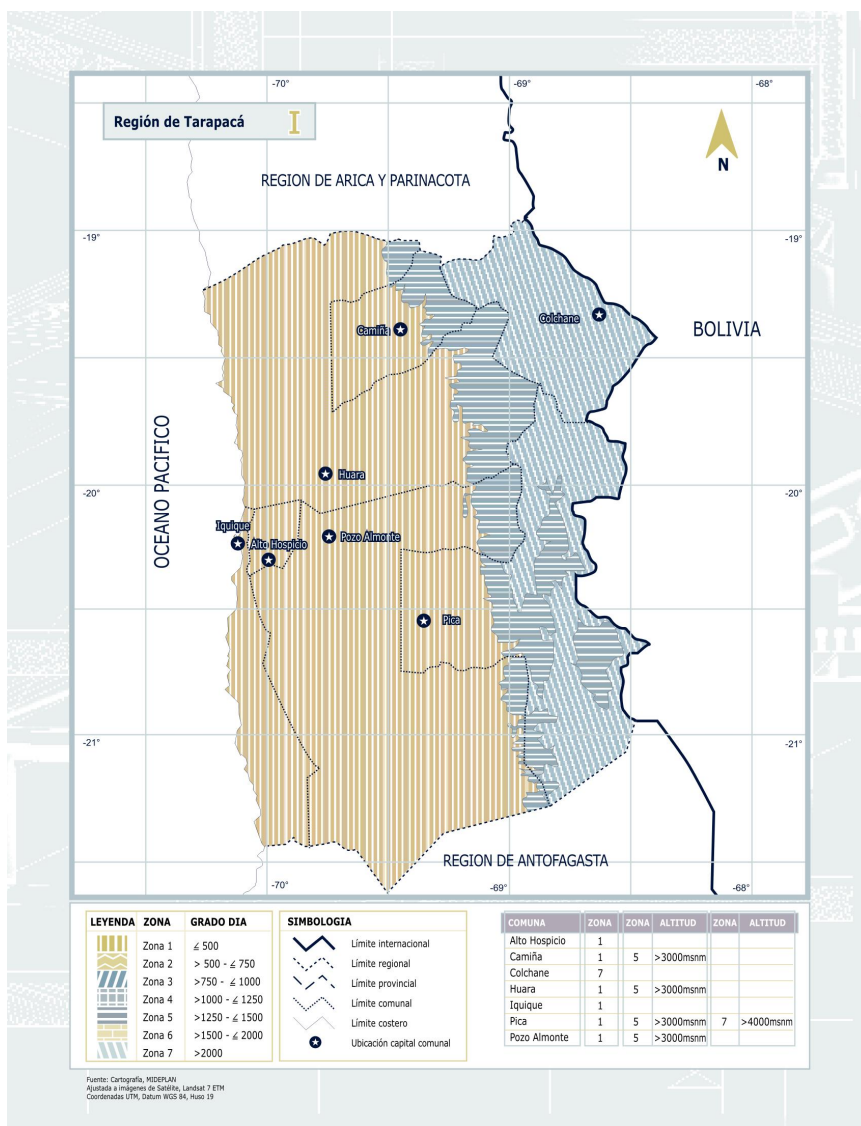 -70°
-69°
-68°
Región de Tarapacá
I
N
REGION DE ARICA Y PARINACOTA
-19°
-19°
Colchane
Camiña
BOLIVIA
OCEANO PACIFICO
Huara
-20°
-20°
Iquique
Alto Hospicio
Pozo Almonte
Pica
-21°
-21°
REGION DE ANTOFAGASTA
-70°
-69°
-68°
LEYENDA ZONA GRADO DIA
Zona 1 ≤ 500
Zona 2 > 500 - ≤ 750
Zona 3 >750 - ≤ 1000
Zona 4 >1000 - ≤ 1250
Zona 5 >1250 - ≤ 1500
Zona 6 >1500 - ≤ 2000
Zona 7 >2000
SIMBOLOGIA
Límite internacional
Límite regional
Límite provincial
Límite comunal
Límite costero
Ubicación capital comunal
COMUNA ZONA ZONA ALTITUD ZONA ALTITUD
Alto Hospicio 1
Camiña 1 5 >3000msnm
Colchane 7
Huara 1 5 >3000msnm
Iquique 1
Pica 1 5 >3000msnm 7 >4000msnm
Pozo Almonte 1 5 >3000msnm
Fuente: Cartografía, MIDEPLAN
Ajustada a imágenes de Satélite, Landsat 7 ETM
Coordenadas UTM, Datum WGS 84, Huso 19